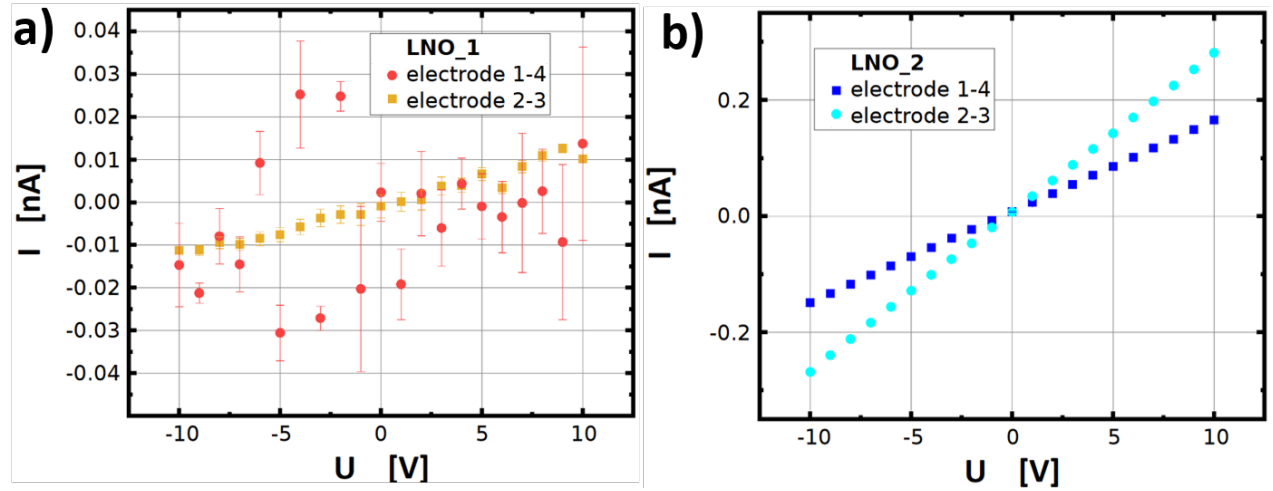 a)
LNO_1
electrode 1-4
electrode 2-3
0.04
0.03
0.02
0.01
0.00
-0.01
-0.02
-0.03
-0.04
I [nA]
-10 -5 0 5 10
U [V]
b)
LNO_2
electrode 1-4
electrode 2-3
0.2
0.0
-0.2
I [nA]
-10 -5 0 5 10
U [V]